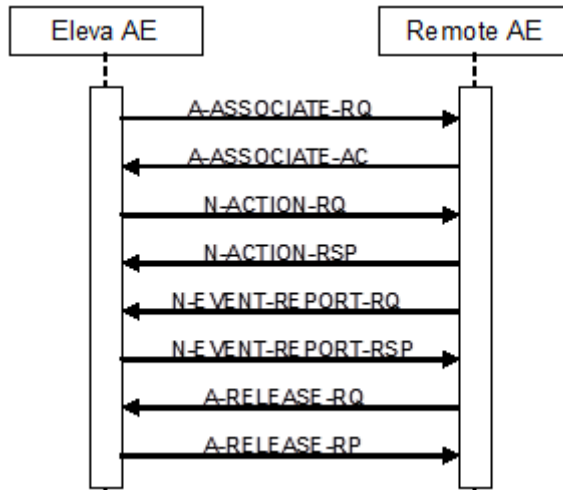 Eleva AE
Remote AE
A-ASSOCIATE-RQ
A-ASSOCIATE-AC
N-ACTION-RQ
N-ACTION-RSP
N-EVENT-REPORT-RQ
N-EVENT-REPORT-RSP
A-RELEASE-RQ
A-RELEASE-RP